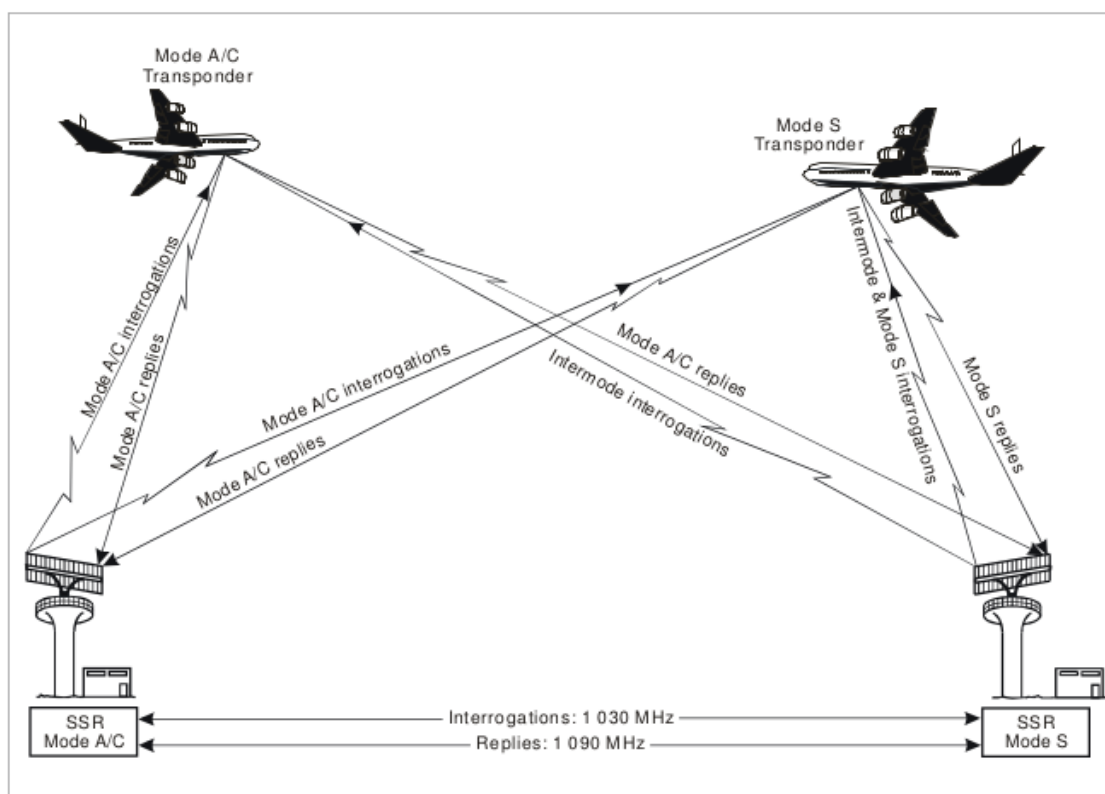 Mode A/C
Transponder
Mode S
Transponder
Mode A/C interrogations
Mode A/C replies
Mode A/C interrogations
Mode A/C replies
Mode A/C replies
Intermode interrogations
Intermode & Mode S interrogations
Mode S replies
SSR
Mode A/C
Interrogations: 1 030 MHz
Replies: 1 090 MHz
SSR
Mode S